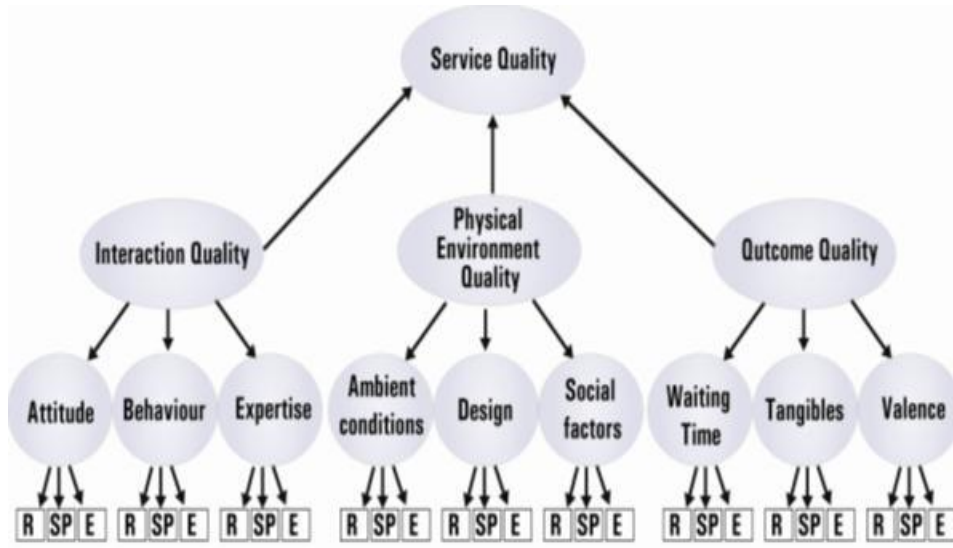 Service Quality
Interaction Quality
Physical
Environment
Quality
Qutcome Quality
Attitude
Behaviour
Expertise
Ambient
conditions
Design
Social
factors
Waiting
Time
Tangibles
Valence
R SP E
R SP E
R SP E
R SP E
R SP E
R SP E
R SP E
R SP E
R SP E